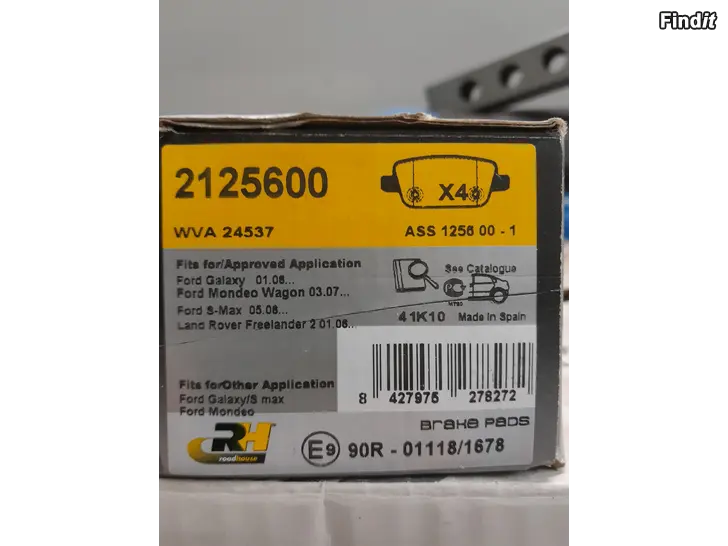 Findit
2125600
X4
WVA 24537
ASS 1256 00 - 1
Fits for/Approved Application
See Catalogue
Ford Galaxy 01.06...
Ford Mondeo Wagon 03.07...
Ford S-Max 05.06...
Land Rover Freelander 2 01.06...
41K10 Made in Spain
8 427975 278272
Fits for Other Application
Ford Galaxy/S max
Ford Mondeo
BRAKE PADS
RH
roadhouse
E9 90R - 01118/1678